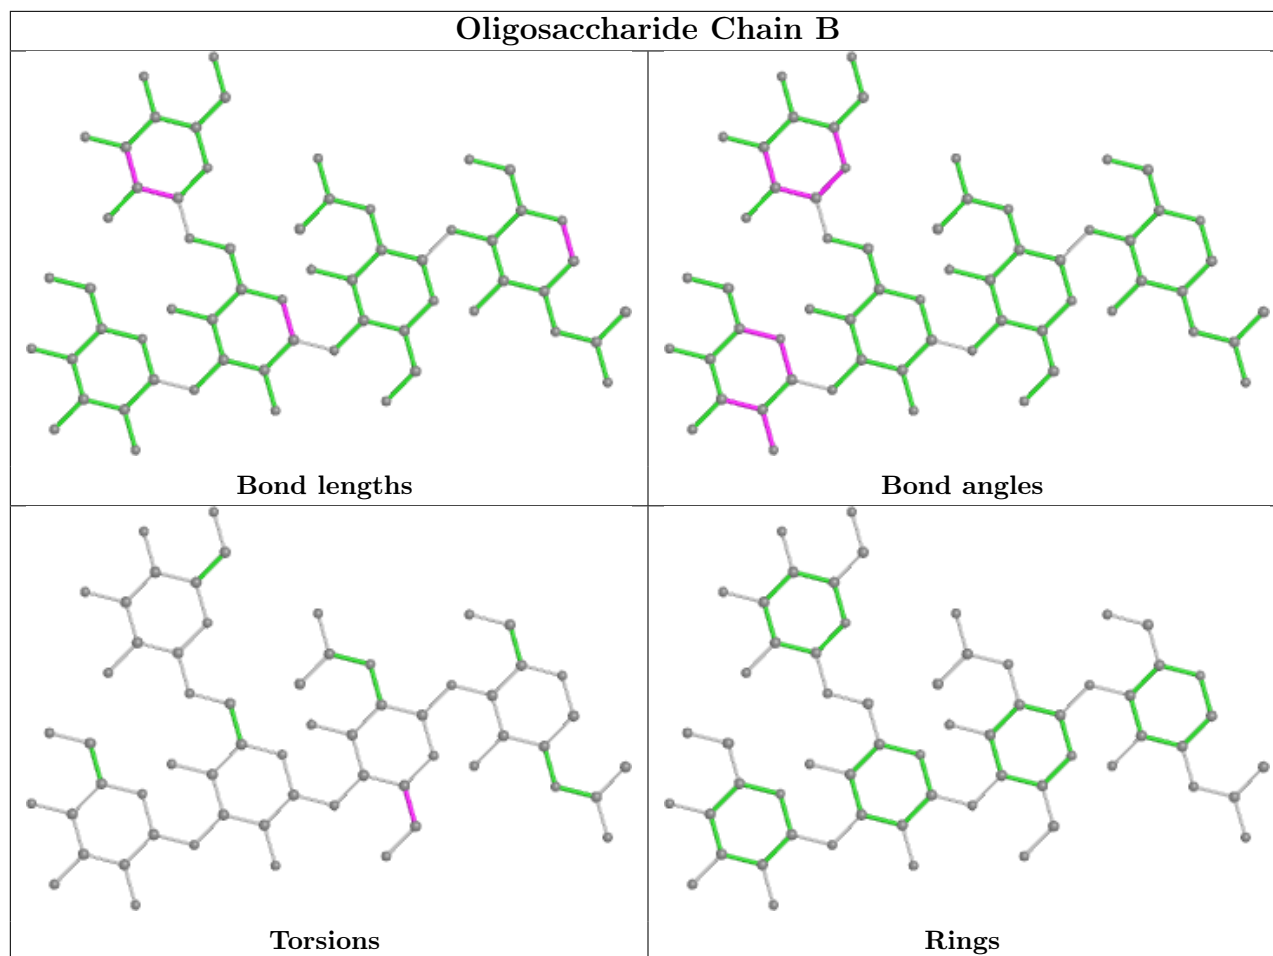 Oligosaccharide Chain B
Bond lengths
Bond angles
Torsions
Rings